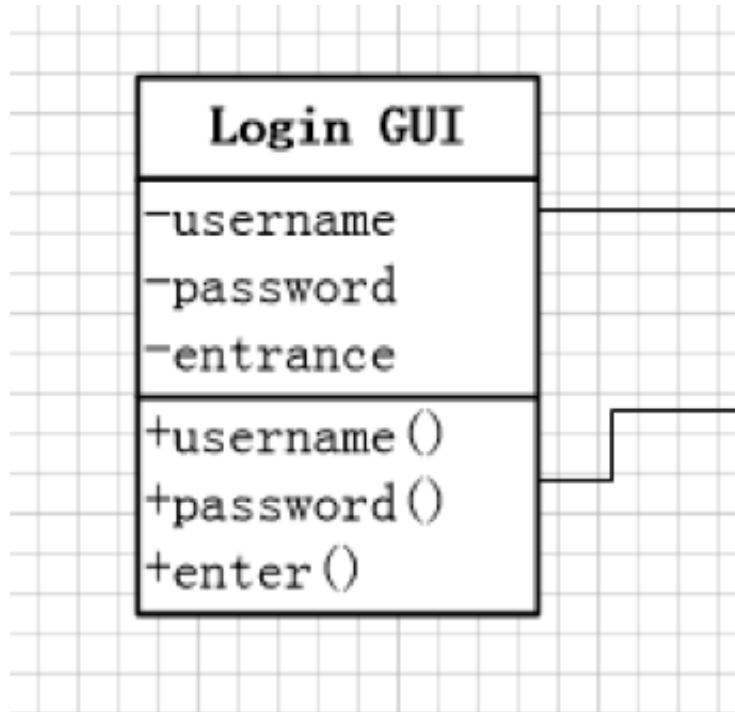 Login GUI
-username
-password
-entrance
+username()
+password()
+enter()